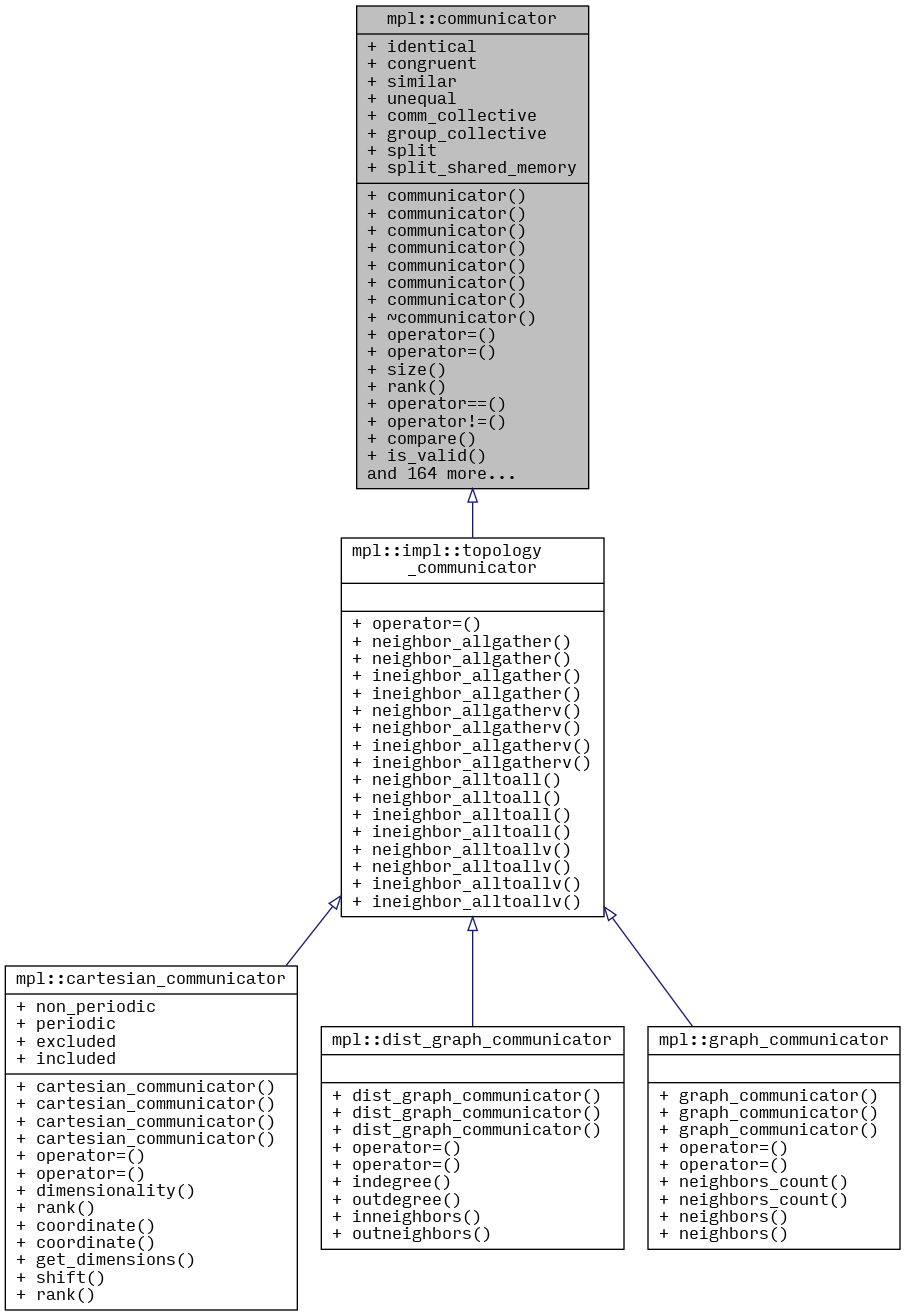 mpl::communicator
+ identical
+ congruent
+ similar
+ unequal
+ comm_collective
+ group_collective
+ split
+ split_shared_memory
+ communicator()
+ communicator()
+ communicator()
+ communicator()
+ communicator()
+ communicator()
+ communicator()
+ ~communicator()
+ operator=()
+ operator=()
+ size()
+ rank()
+ operator==()
+ operator!=()
+ compare()
+ is_valid()
and 164 more...
mpl::impl::topology
_communicator
+ operator=()
+ neighbor_allgather()
+ neighbor_allgather()
+ ineighbor_allgather()
+ ineighbor_allgather()
+ neighbor_allgatherv()
+ neighbor_allgatherv()
+ ineighbor_allgatherv()
+ ineighbor_allgatherv()
+ neighbor_alltoall()
+ neighbor_alltoall()
+ ineighbor_alltoall()
+ ineighbor_alltoall()
+ neighbor_alltoallv()
+ neighbor_alltoallv()
+ ineighbor_alltoallv()
+ ineighbor_alltoallv()
mpl::cartesian_communicator
+ non_periodic
+ periodic
+ excluded
+ included
+ cartesian_communicator()
+ cartesian_communicator()
+ cartesian_communicator()
+ cartesian_communicator()
+ operator=()
+ operator=()
+ dimensionality()
+ rank()
+ coordinate()
+ coordinate()
+ get_dimensions()
+ shift()
+ rank()
mpl::dist_graph_communicator
+ dist_graph_communicator()
+ dist_graph_communicator()
+ dist_graph_communicator()
+ operator=()
+ operator=()
+ indegree()
+ outdegree()
+ inneighbors()
+ outneighbors()
mpl::graph_communicator
+ graph_communicator()
+ graph_communicator()
+ graph_communicator()
+ operator=()
+ operator=()
+ neighbors_count()
+ neighbors_count()
+ neighbors()
+ neighbors()